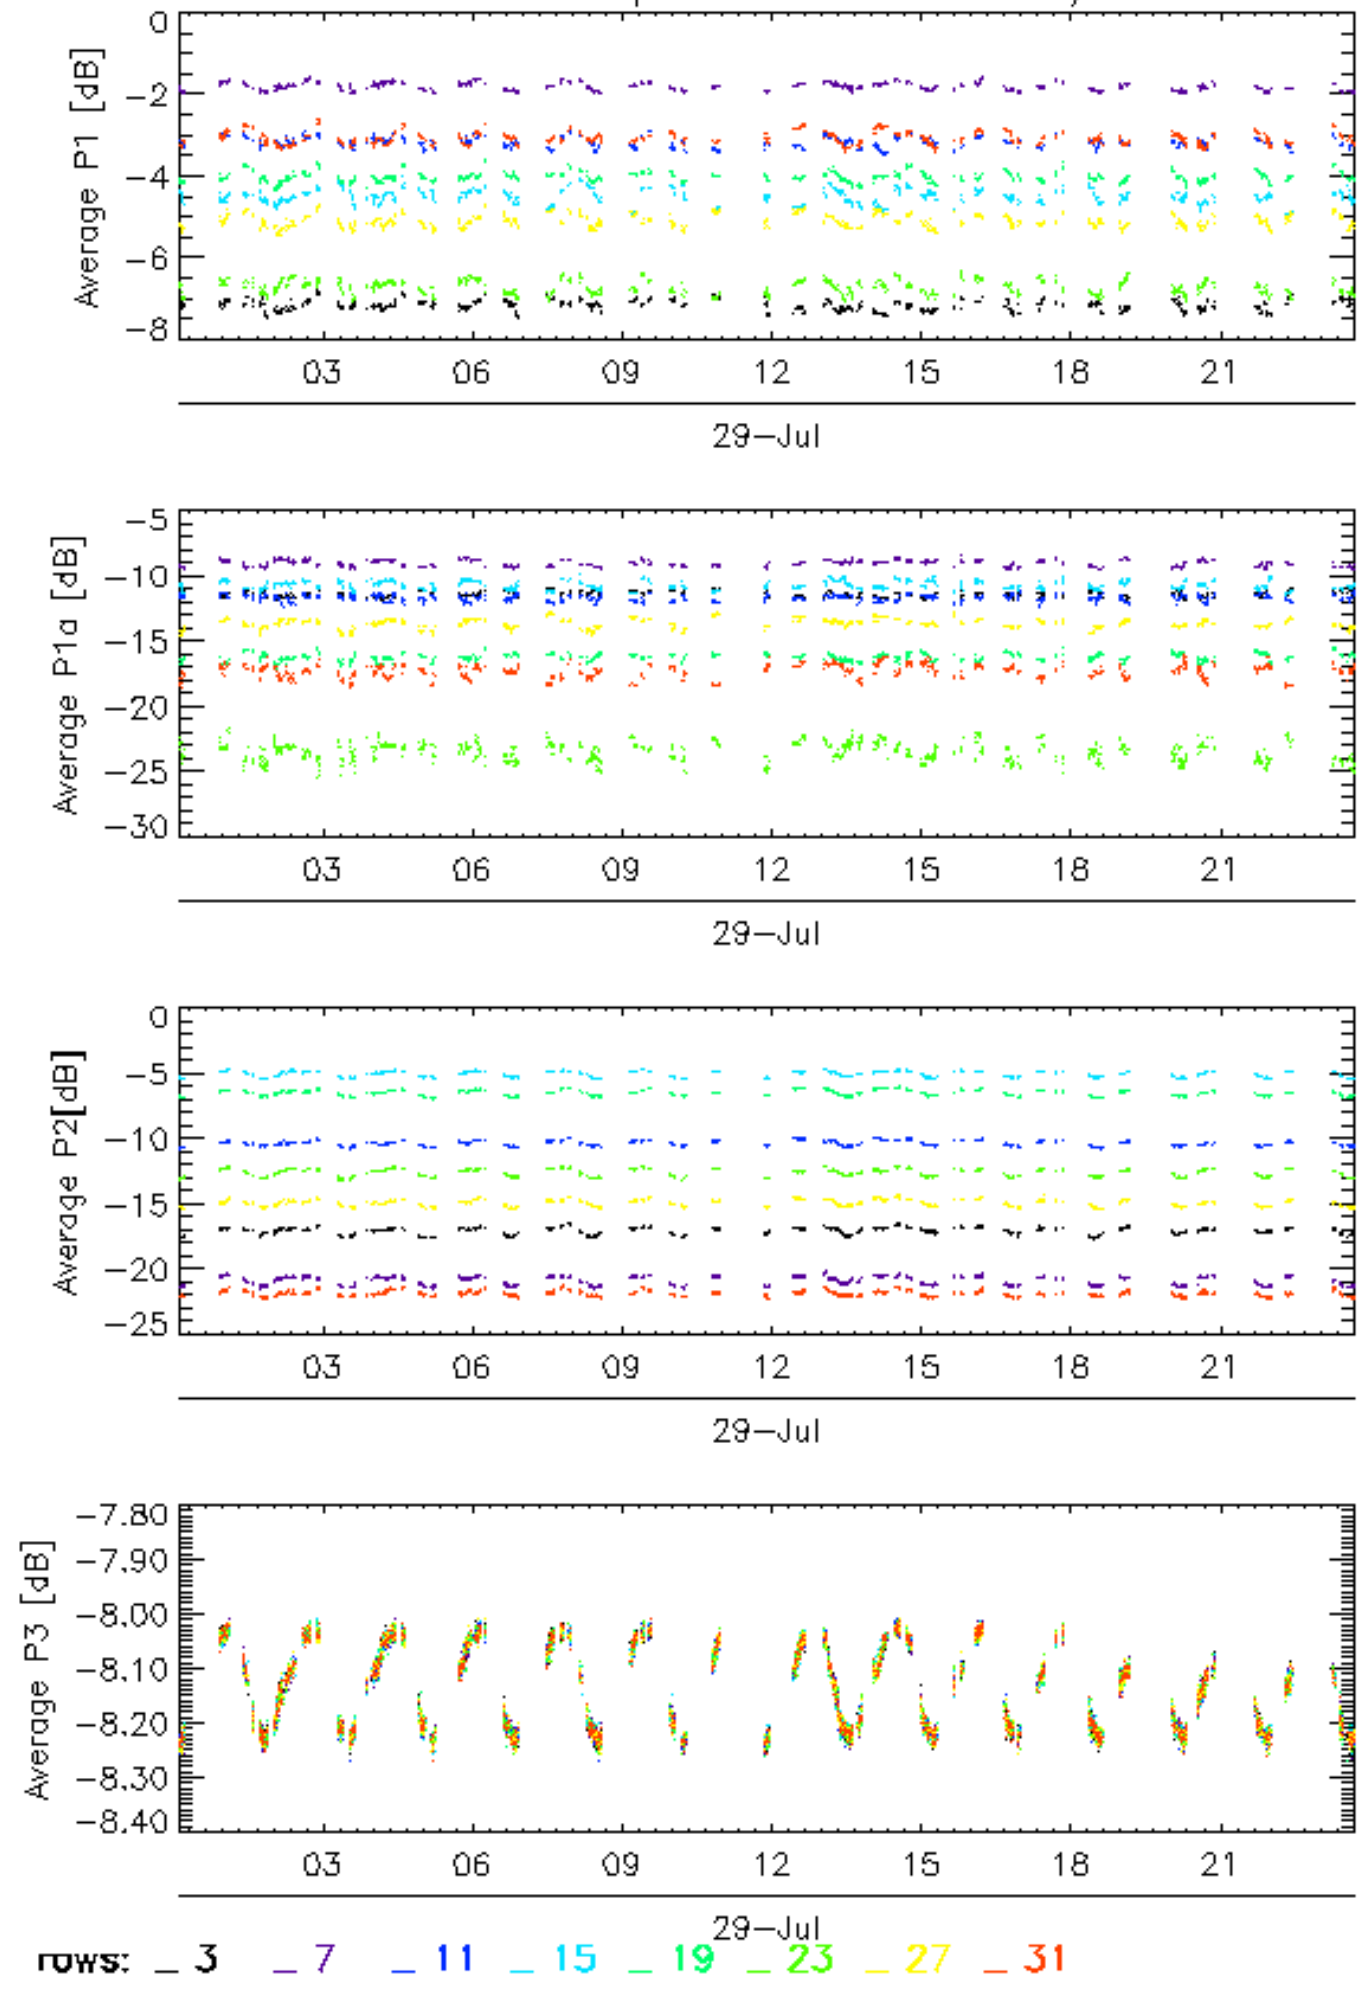 Average P1 [dB]
0
-2
-4
-6
-8
03 06 09 12 15 18 21
29-Jul
Average P1a [dB]
-5
-10
-15
-20
-25
-30
03 06 09 12 15 18 21
29-Jul
Average P2[dB]
0
-5
-10
-15
-20
-25
03 06 09 12 15 18 21
29-Jul
Average P3 [dB]
-7.80
-7.90
-8.00
-8.10
-8.20
-8.30
-8.40
03 06 09 12 15 18 21
29-Jul
rows: _ 3 _ 7 _ 11 _ 15 _ 19 _ 23 _ 27 _ 31